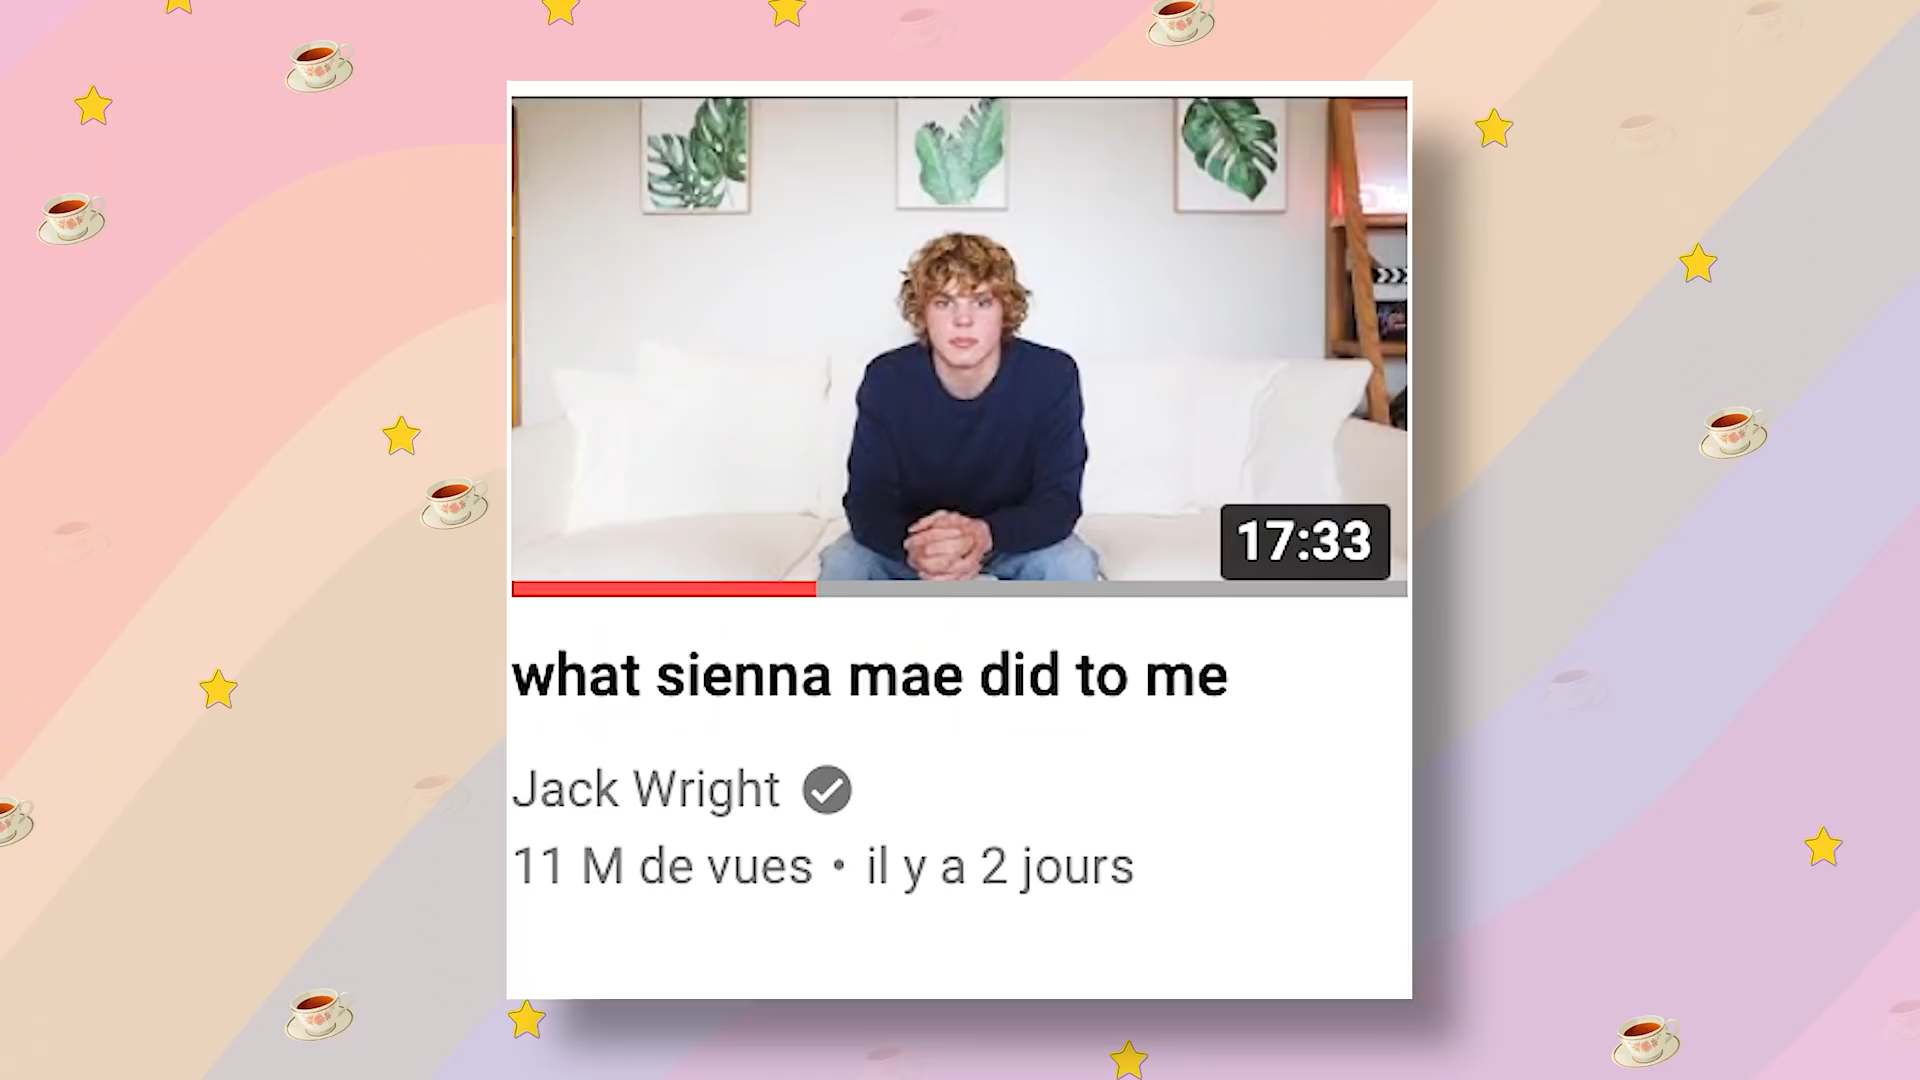 17:33
what sienna mae did to me
Jack Wright
11 M de vues • il y a 2 jours